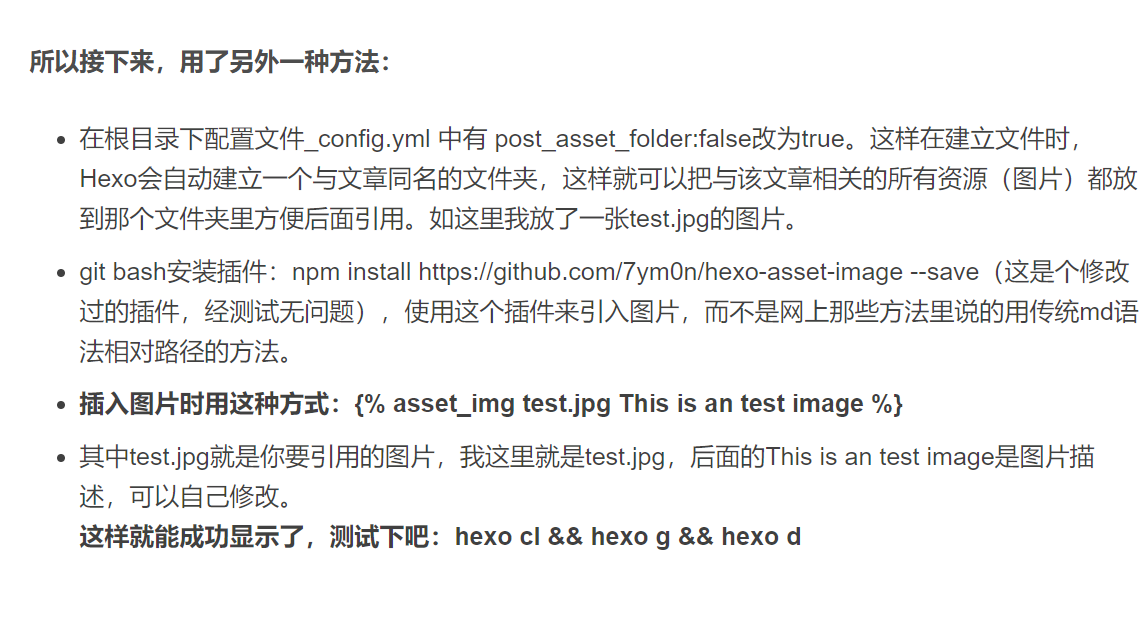 所以接下来，用了另外一种方法：
在根目录下配置文件_config.yml 中有 post_asset_folder:false改为true。这样在建立文件时，
Hexo会自动建立一个与文章同名的文件夹，这样就可以把与该文章相关的所有资源（图片）都放
到那个文件夹里方便后面引用。如这里我放了一张test.jpg的图片。
git bash安装插件：npm install https://github.com/7ym0n/hexo-asset-image --save（这是个修改
过的插件，经测试无问题），使用这个插件来引入图片，而不是网上那些方法里说的用传统md语
法相对路径的方法。
插入图片时用这种方式：{% asset_img test.jpg This is an test image %}
其中test.jpg就是你要引用的图片，我这里就是test.jpg，后面的This is an test image是图片描
述，可以自己修改。
这样就能成功显示了，测试下吧：hexo cl && hexo g && hexo d